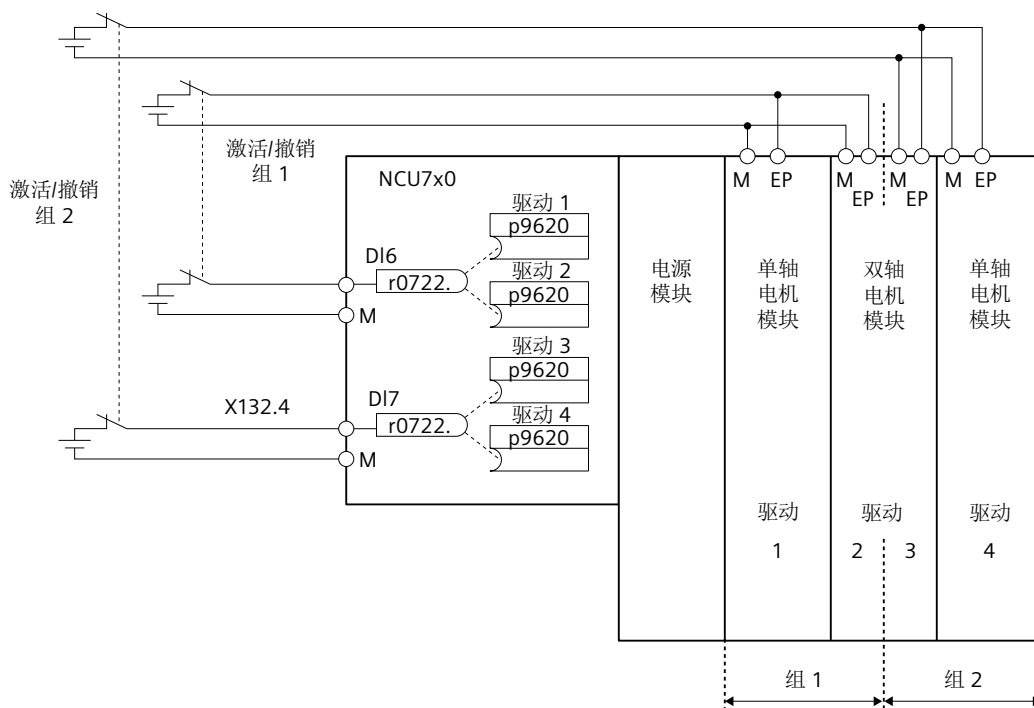 激活/撤销
组 1
激活/撤销
组 2
M
EP
M
EP
M
EP
M
EP
NCU7x0
驱动 1
p9620
DI6
r0722.
驱动 2
p9620
M
驱动 3
p9620
X132.4
DI7
r0722.
驱动 4
p9620
M
电源
模块
单轴
电机
模块
双轴
电机
模块
单轴
电机
模块
驱动
1
驱动
2
3
驱动
4
组 1
组 2